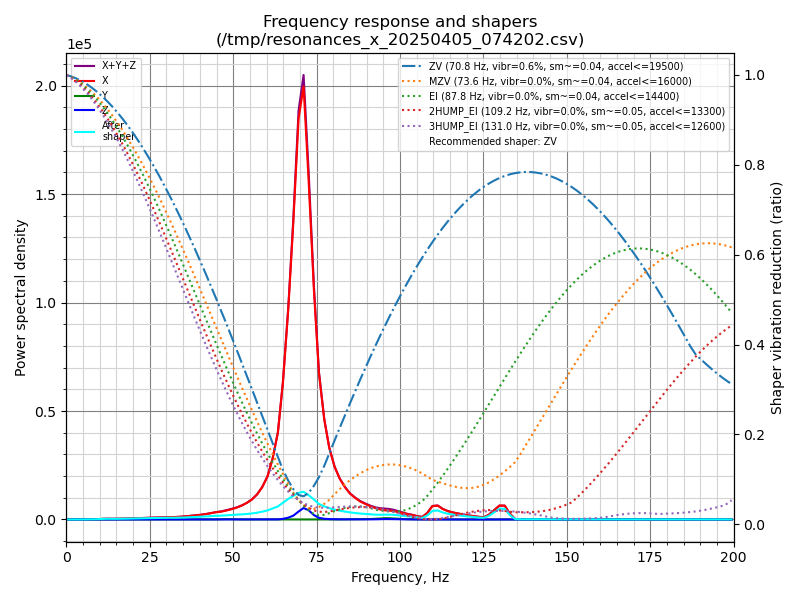 Frequency response and shapers
(/tmp/resonances_x_20250405_074202.csv)
1e5
X+Y+Z
X
Y
Z
After
shaper
ZV (70.8 Hz, vibr=0.6%, sm~=0.04, accel<=19500)
MZV (73.6 Hz, vibr=0.0%, sm~=0.04, accel<=16000)
EI (87.8 Hz, vibr=0.0%, sm~=0.04, accel<=14400)
2HUMP_EI (109.2 Hz, vibr=0.0%, sm~=0.05, accel<=13300)
3HUMP_EI (131.0 Hz, vibr=0.0%, sm~=0.05, accel<=12600)
Recommended shaper: ZV
Power spectral density
2.0
1.5
1.0
0.5
0.0
1.0
0.8
0.6
0.4
0.2
0.0
Shaper vibration reduction (ratio)
0 25 50 75 100 125 150 175 200
Frequency, Hz